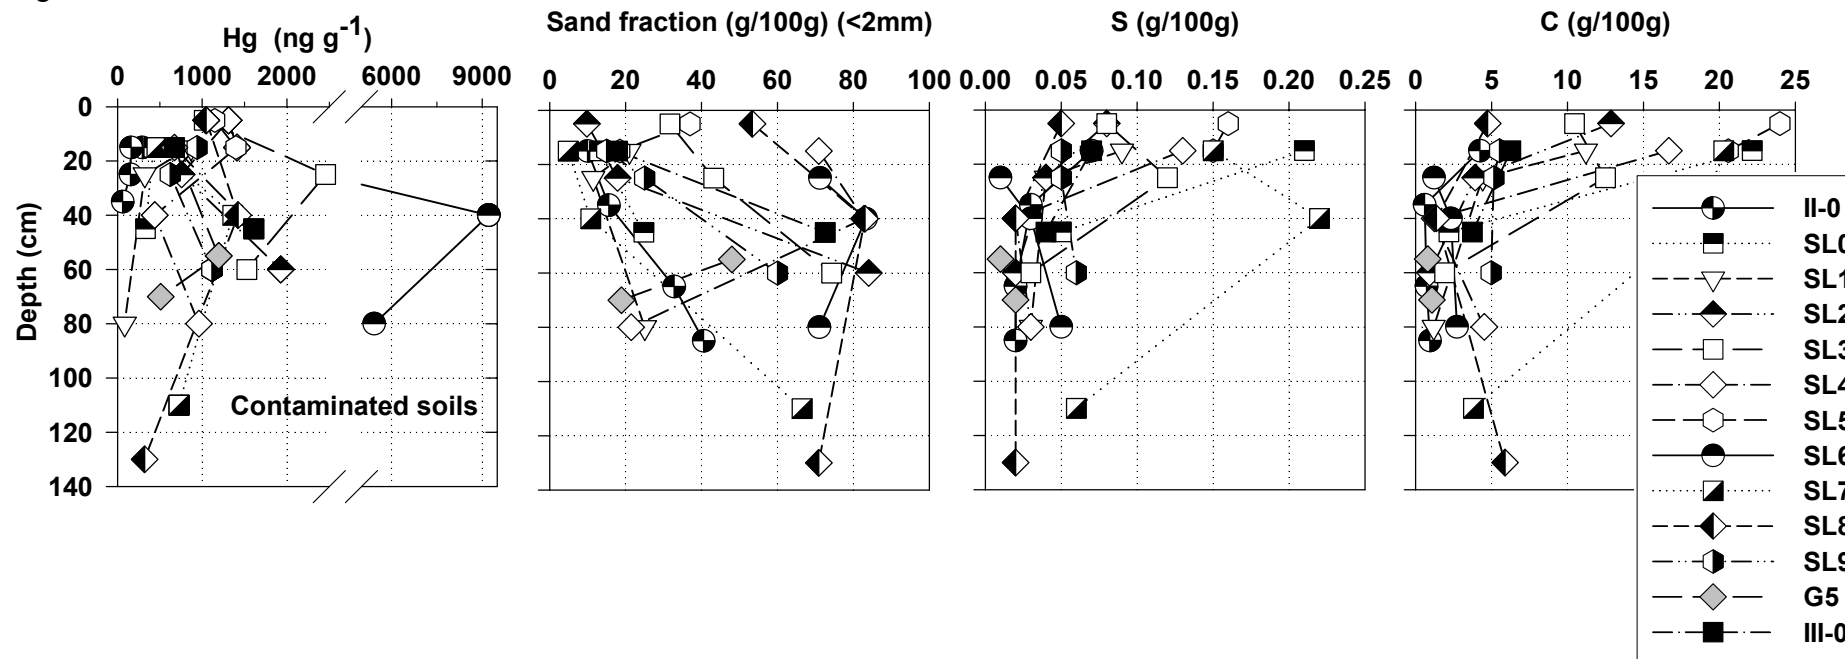 Hg (ng g-1)
Sand fraction (g/100g) (<2mm)
S (g/100g)
C (g/100g)
0 1000 2000 6000 9000
0 20 40 60 80 100
0.00 0.05 0.10 0.15 0.20 0.25
0 5 10 15 20 25
Depth (cm)
0
20
40
60
80
100
120
140
Contaminated soils
II-0
SL0
SL1
SL2
SL3
SL4
SL5
SL6
SL7
SL8
SL9
G5
III-0